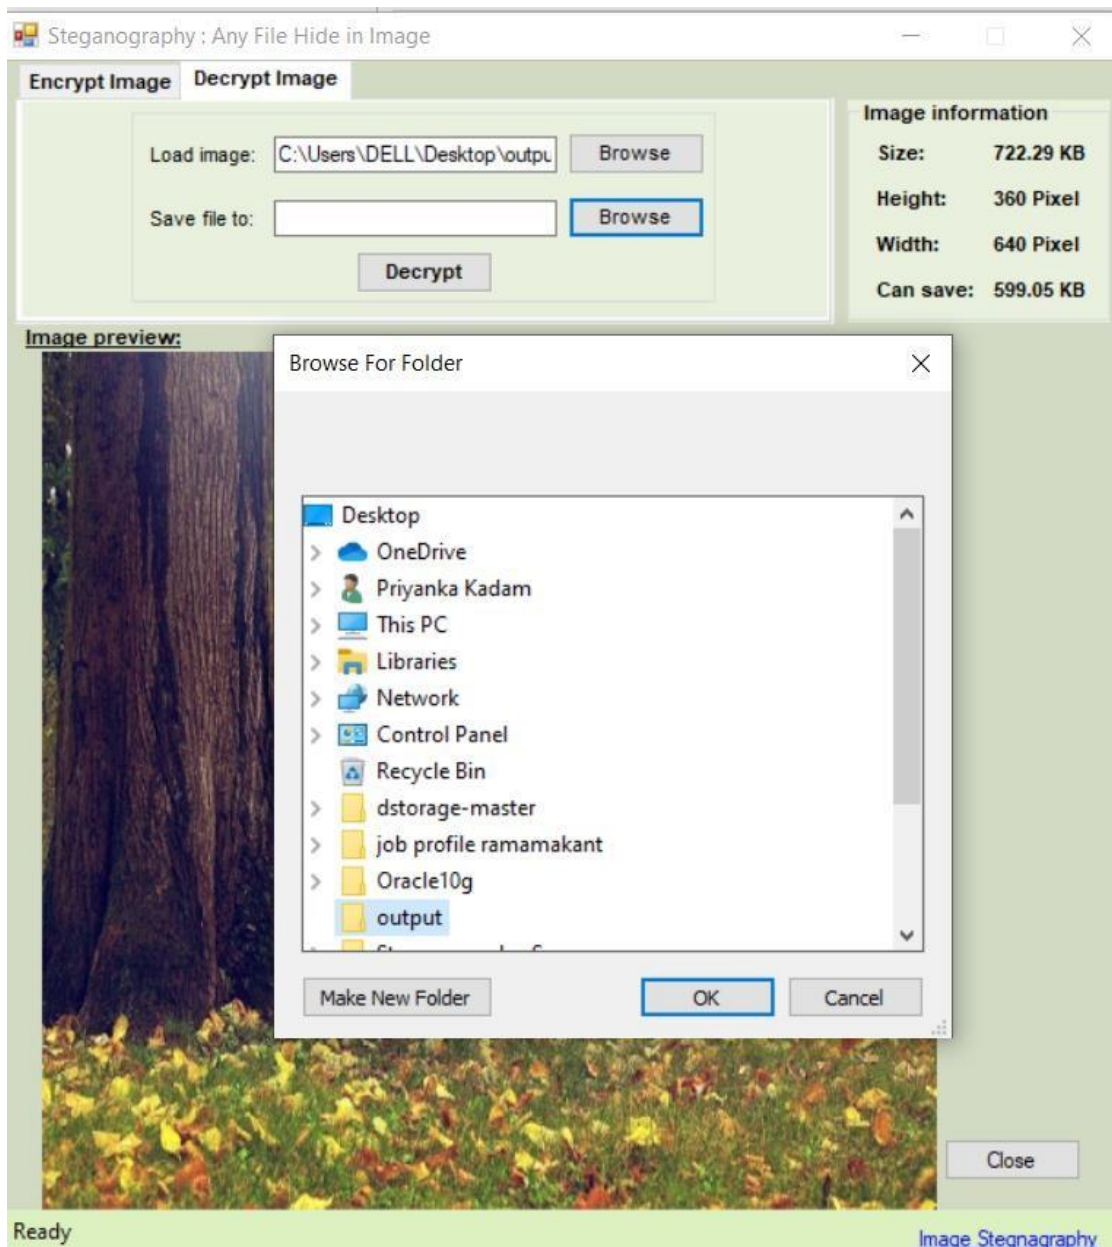 Steganography : Any File Hide in Image
Encrypt Image Decrypt Image
Load image: C:\Users\DELL\Desktop\outpu Browse
Save file to: Browse
Decrypt
Image information
Size: 722.29 KB
Height: 360 Pixel
Width: 640 Pixel
Can save: 599.05 KB
Image preview:
Browse For Folder
Desktop
OneDrive
Priyanka Kadam
This PC
Libraries
Network
Control Panel
Recycle Bin
dstorage-master
job profile ramamakant
Oracle10g
output
Make New Folder OK Cancel
Close
Ready
Image Stegnagraphy